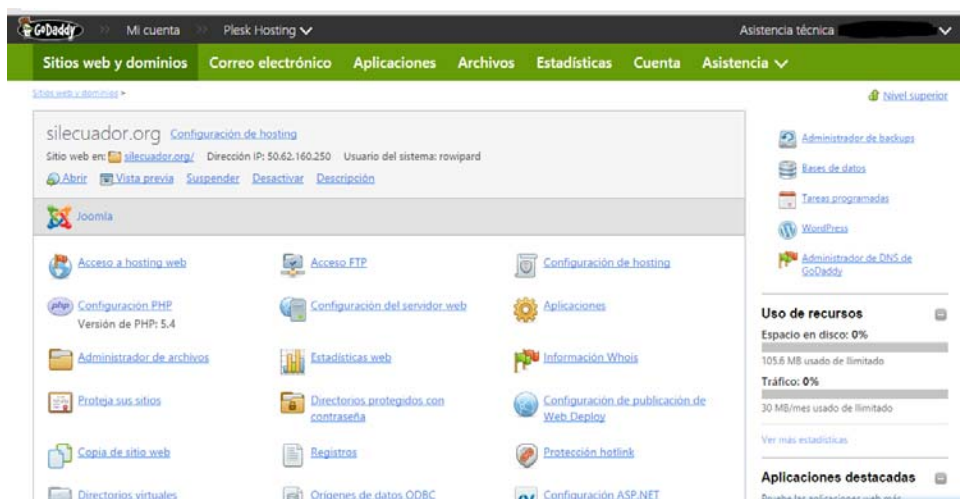 GoDaddy » Mi cuenta » Plesk Hosting Asistencia técnica
Sitios web y dominios Correo electrónico Aplicaciones Archivos Estadísticas Cuenta Asistencia
Sitios web y dominios >
Nivel superior
silecuador.org Configuración de hosting
Sitio web en: silecuador.org/ Dirección IP: 50.62.160.250 Usuario del sistema: rowipard
Abrir Vista previa Suspender Desactivar Descripción
Joomla
Acceso a hosting web Acceso FTP Configuración de hosting
php Configuración PHP Configuración del servidor web Aplicaciones
Versión de PHP: 5.4
Administrador de archivos Estadísticas web Información Whois
Proteja sus sitios Directorios protegidos con contraseña Configuración de publicación de Web Deploy
Copia de sitio web Registros Protección hotlink
Directorios virtuales Orígenes de datos ODBC Configuración ASP.NET
Administrador de backups
Bases de datos
Tareas programadas
WordPress
Administrador de DNS de
GoDaddy
Uso de recursos
Espacio en disco: 0%
105.6 MB usado de Ilimitado
Tráfico: 0%
30 MB/mes usado de Ilimitado
Ver más estadísticas
Aplicaciones destacadas